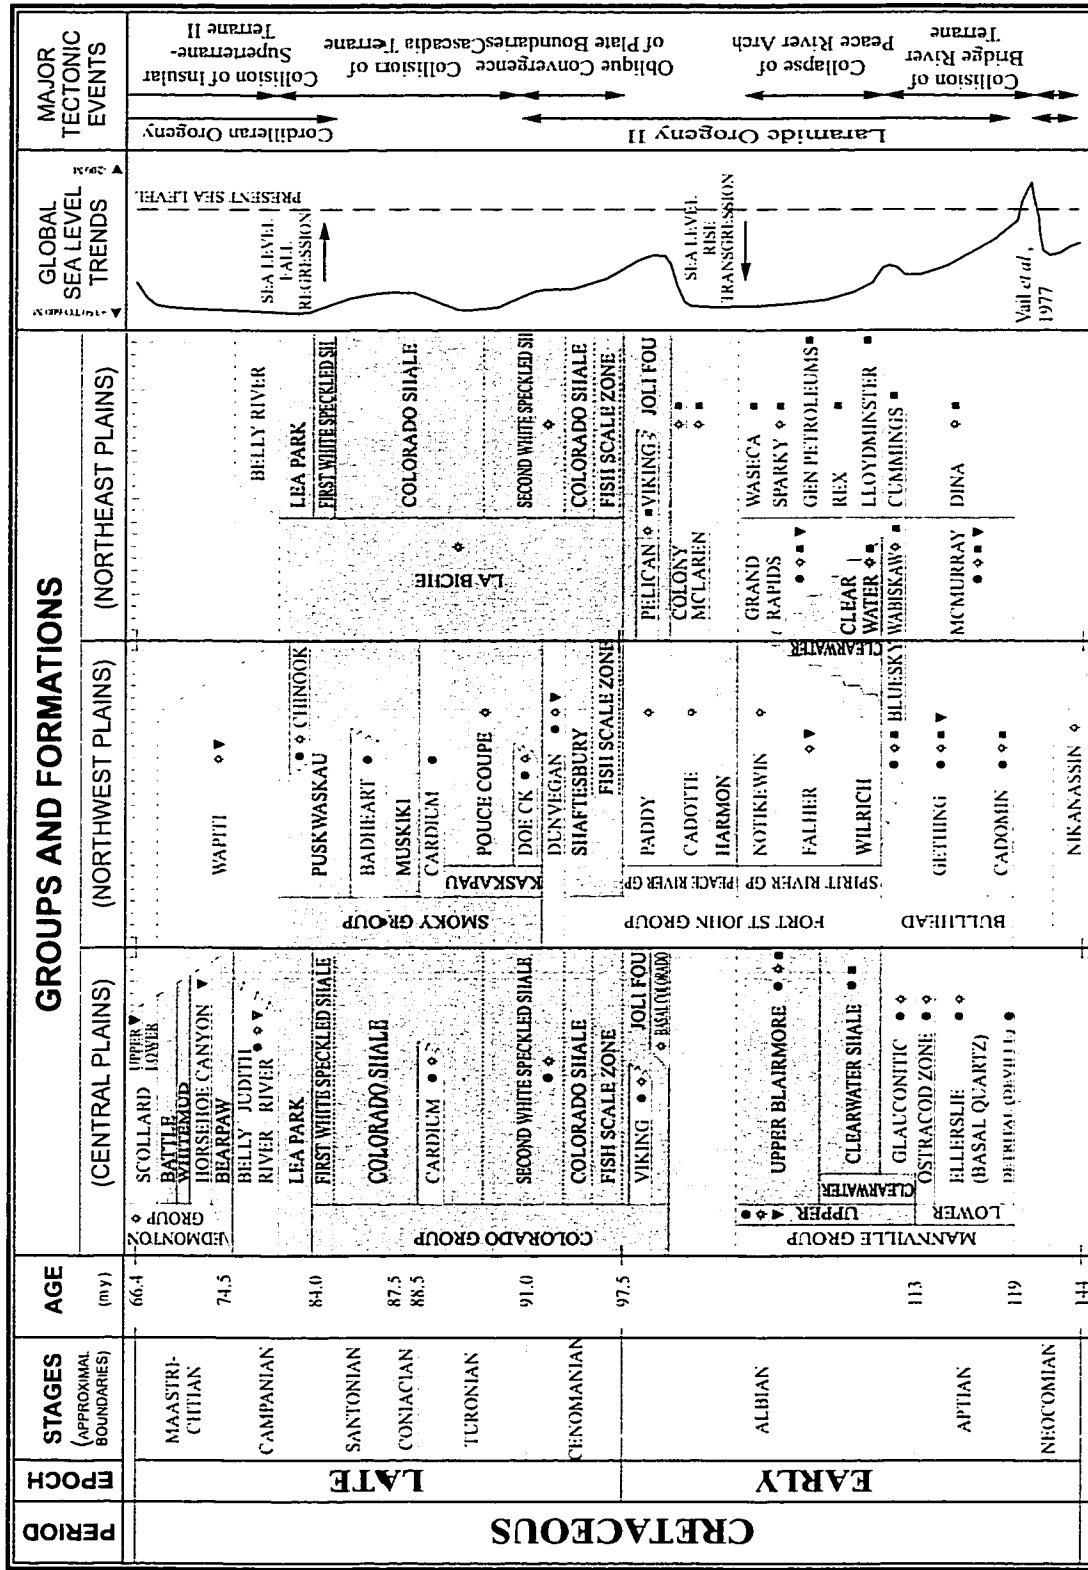 GROUPS AND FORMATIONS
PERIOD
EPOCH
STAGES
(APPROXIMAL
BOUNDARIES)
AGE
(my)
(CENTRAL PLAINS)
(NORTHWEST PLAINS)
(NORTHEAST PLAINS)
GLOBAL
SEA LEVEL
TRENDS
MAJOR
TECTONIC
EVENTS
CRETACEOUS
LATE
EARLY
MAASTRI-
CHTIAN
CAMPANIAN
SANTONIAN
CONIACIAN
TURONIAN
CENOMANIAN
ALBIAN
APTIAN
NEOCOMIAN
66.4
74.5
84.0
87.5
88.5
91.0
97.5
113
119
144
EDMONTON
GROUP
SCOLLARD
UPPER
LOWER
BATTLE
WHITEMUD
HORSESHOE CANYON
BEARPAW
BELLY JUDITH
RIVER RIVER
LEA PARK
COLORADO GROUP
FIRST WHITE SPECKLED SHALE
COLORADO SHALE
CARDIUM
SECOND WHITE SPECKLED SHALE
COLORADO SHALE
FISH SCALE ZONE
VIKING
JOLI FOU
BASAL COLORADO
MANNVILLE GROUP
UPPER
UPPER BLAIRMORE
CLEARWATER
CLEARWATER SHALE
GLAUCONITIC
LOWER
OSTRACOD ZONE
ELLERSLIE
(BASAL QUARTZ)
DETRITAL (DEVILLE)
WAPITI
SMOKY GROUP
PUSKWASKAU
CHINOOK
BADHEART
MUSKIKI
CARDIUM
KASKAPAU
POUCE COUPE
DOE CK
DUNVEGAN
SHAFTESBURY
FISH SCALE ZONE
FORT ST JOHN GROUP
PEACE RIVER GP
PADDY
CADOTTE
HARMON
SPIRIT RIVER GP
NOTIKEWIN
FALHER
WILRICH
CLEARWATER
BULLHEAD
BLUESKY
GETHING
CADOMIN
NIKANASSIN
BELLY RIVER
LEA PARK
FIRST WHITE SPECKLED SH
LA BICHE
COLORADO SHALE
SECOND WHITE SPECKLED SH
COLORADO SHALE
FISH SCALE ZONE
PELICAN
VIKING
JOLI FOU
COLONY
MCLAREN
GRAND
RAPIDS
WASECA
SPARKY
GEN PETROLEUMS
REX
LLOYDMINSTER
CLEAR
WATER
WABISKAW
CUMMINGS
MCMURRAY
DINA
PRESENT SEA LEVEL
SEA LEVEL
FALL
REGRESSION
SEA LEVEL
RISE
TRANSGRESSION
Vail et al,
1977
Cordilleran Orogeny
Laramide Orogeny II
Collision of Insular
Superterrane-
Terrane II
Collision of
Cascadia Terrane
Oblique Convergence
of Plate Boundaries
Collapse of
Peace River Arch
Collision of
Bridge River
Terrane